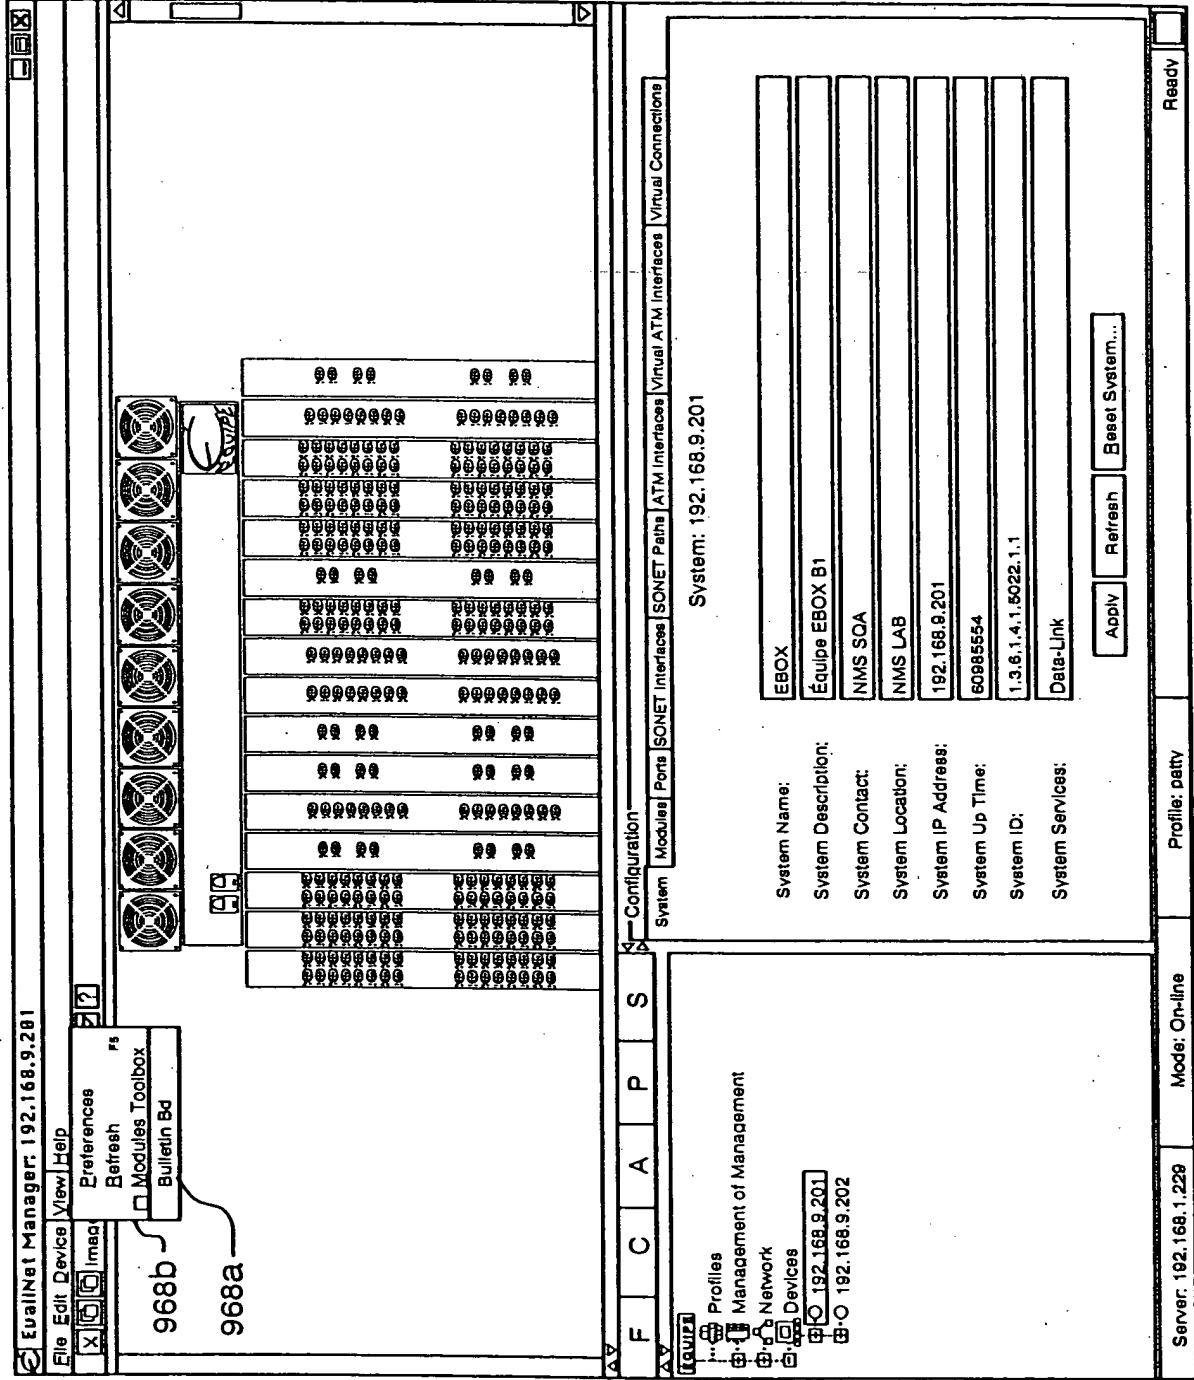 EuallNet Manager: 192.168.9.201
File Edit Device View Help
Preferences
Refresh F5
Modules Toolbox
Bulletin Bd
?
968b
968a
F C A P S
EQUIPE
Profiles
Management of Management
Network
Devices
192.168.9.201
192.168.9.202
Configuration
System Modules Ports SONET Interfaces SONET Paths ATM Interfaces Virtual ATM Interfaces Virtual Connections
System: 192.168.9.201
System Name: EBOX
System Description: Équipe EBOX B1
System Contact: NMS SQA
System Location: NMS LAB
System IP Address: 192.168.9.201
System Up Time: 60985554
System ID: 1.3.6.1.4.1.5022.1.1
System Services: Data-Link
Apply Refresh Beset System...
Server: 192.168.1.229 Mode: On-line Profile: patty Ready